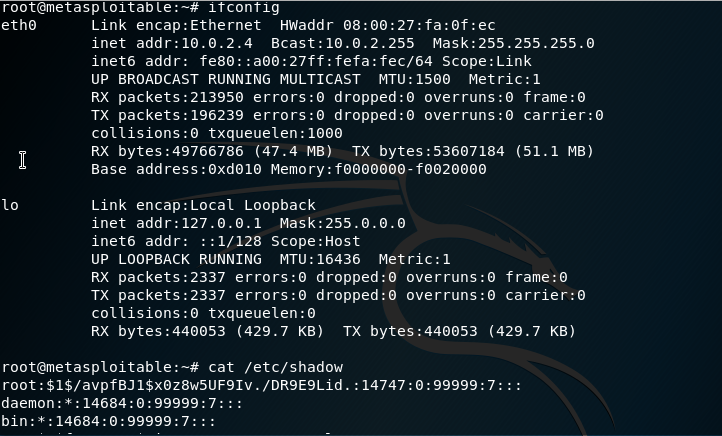 root@metasploitable:~# ifconfig
eth0      Link encap:Ethernet  HWaddr 08:00:27:fa:0f:ec
          inet addr:10.0.2.4  Bcast:10.0.2.255  Mask:255.255.255.0
          inet6 addr: fe80::a00:27ff:fefa:fec/64 Scope:Link
          UP BROADCAST RUNNING MULTICAST  MTU:1500  Metric:1
          RX packets:213950 errors:0 dropped:0 overruns:0 frame:0
          TX packets:196239 errors:0 dropped:0 overruns:0 carrier:0
          collisions:0 txqueuelen:1000
          RX bytes:49766786 (47.4 MB)  TX bytes:53607184 (51.1 MB)
          Base address:0xd010 Memory:f0000000-f0020000
lo        Link encap:Local Loopback
          inet addr:127.0.0.1  Mask:255.0.0.0
          inet6 addr: ::1/128 Scope:Host
          UP LOOPBACK RUNNING  MTU:16436  Metric:1
          RX packets:2337 errors:0 dropped:0 overruns:0 frame:0
          TX packets:2337 errors:0 dropped:0 overruns:0 carrier:0
          collisions:0 txqueuelen:0
          RX bytes:440053 (429.7 KB)  TX bytes:440053 (429.7 KB)
root@metasploitable:~# cat /etc/shadow
root:$1$/avpfBJ1$x0z8w5UF9Iv./DR9E9Lid.:14747:0:99999:7:::
daemon:*:14684:0:99999:7:::
bin:*:14684:0:99999:7:::